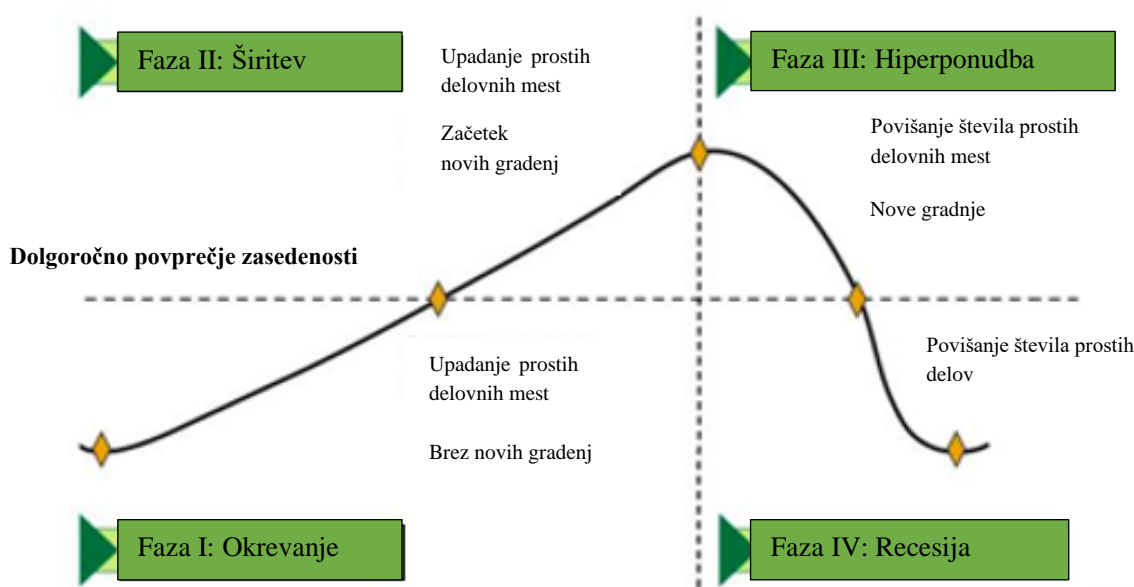 Faza II: Širitev
Upadanje prostih
delovnih mest
Začetek
novih gradenj
Faza III: Hiperponudba
Povišanje števila prostih
delovnih mest
Nove gradnje
Dolgoročno povprečje zasedenosti
Upadanje prostih
delovnih mest
Brez novih gradenj
Povišanje števila prostih
delov
Faza I: Okrevanje
Faza IV: Recesija